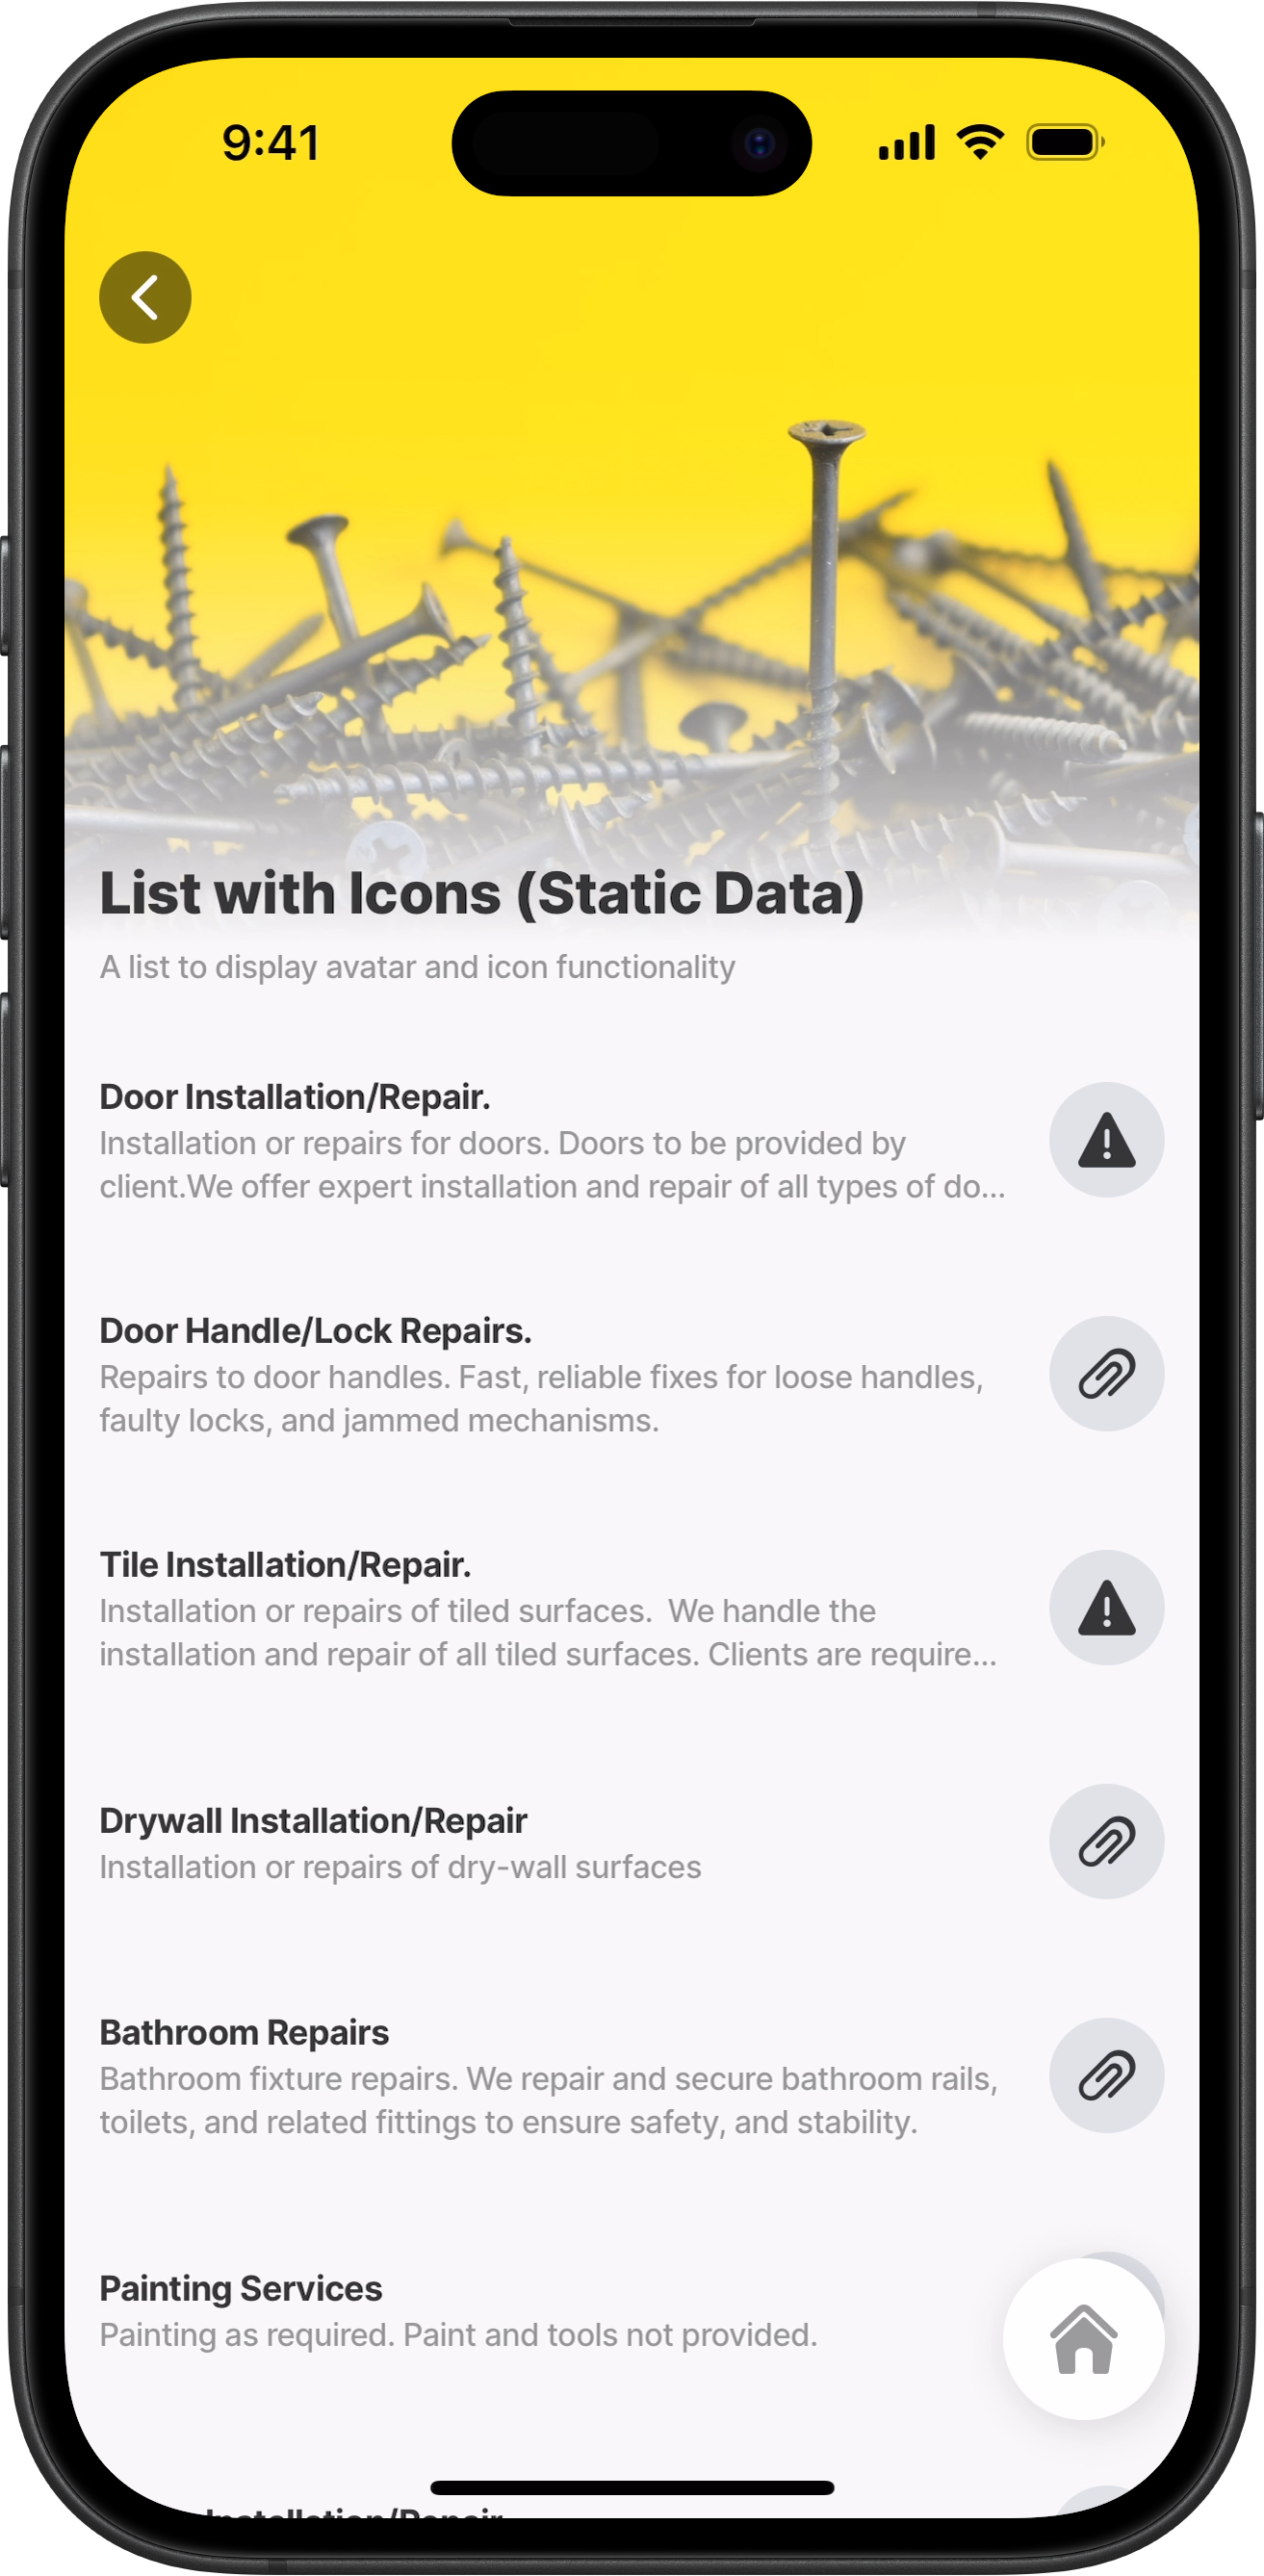 9:41
List with Icons (Static Data)
A list to display avatar and icon functionality
Door Installation/Repair.
Installation or repairs for doors. Doors to be provided by
client.We offer expert installation and repair of all types of do...
Door Handle/Lock Repairs.
Repairs to door handles. Fast, reliable fixes for loose handles,
faulty locks, and jammed mechanisms.
Tile Installation/Repair.
Installation or repairs of tiled surfaces.  We handle the
installation and repair of all tiled surfaces. Clients are require...
Drywall Installation/Repair
Installation or repairs of dry-wall surfaces
Bathroom Repairs
Bathroom fixture repairs. We repair and secure bathroom rails,
toilets, and related fittings to ensure safety, and stability.
Painting Services
Painting as required. Paint and tools not provided.
Installation/Repair